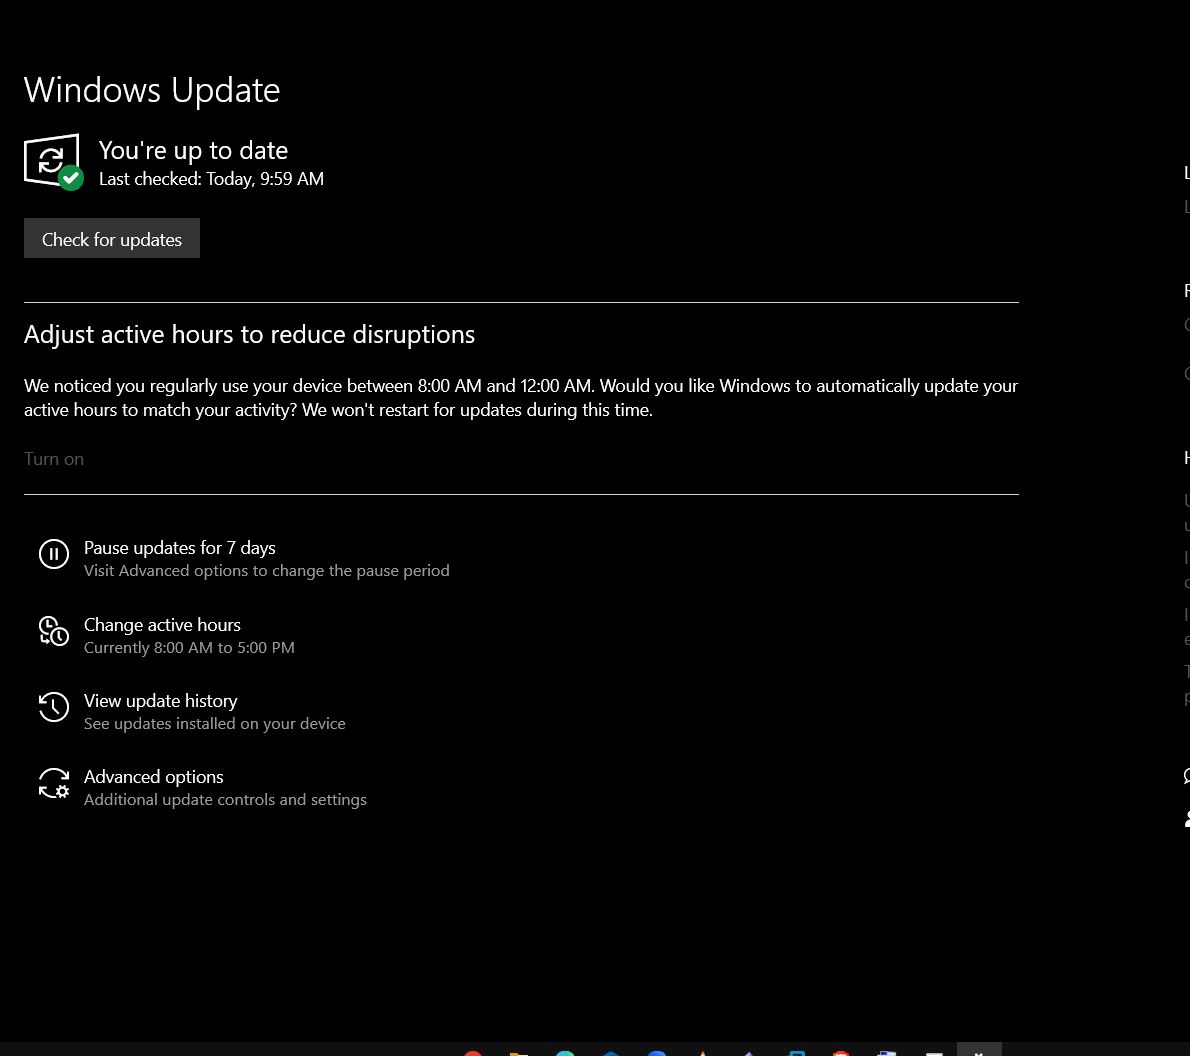 Windows Update
You're up to date
Last checked: Today, 9:59 AM
Check for updates
Adjust active hours to reduce disruptions
We noticed you regularly use your device between 8:00 AM and 12:00 AM. Would you like Windows to automatically update your
active hours to match your activity? We won't restart for updates during this time.
Turn on
Pause updates for 7 days
Visit Advanced options to change the pause period
Change active hours
Currently 8:00 AM to 5:00 PM
View update history
See updates installed on your device
Advanced options
Additional update controls and settings